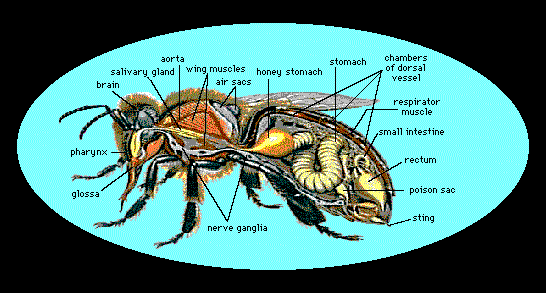 aorta
salivary gland
wing muscles
air sacs
brain
honey stomach
stomach
chambers
of dorsal
vessel
respirator
muscle
small intestine
rectum
poison sac
sting
pharynx
glossa
nerve ganglia